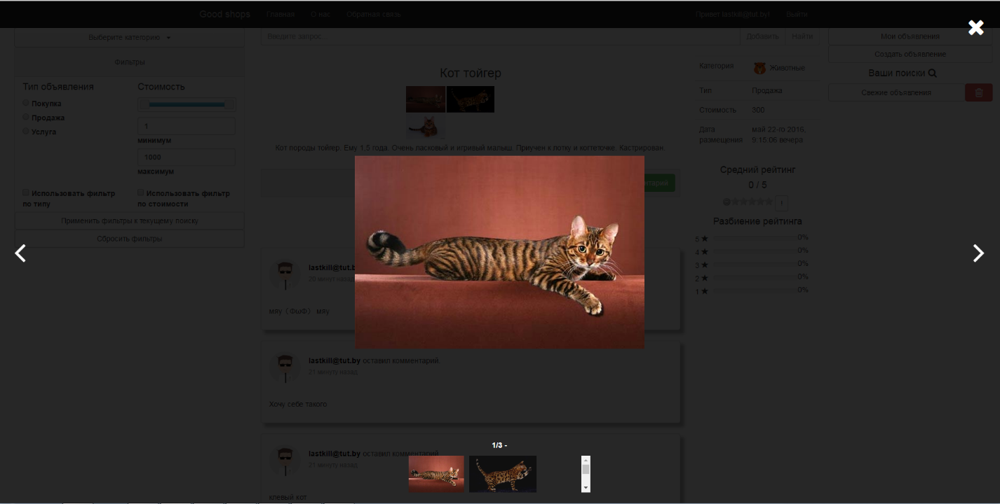 Good shops Главная О нас Обратная связь Привет lastkill@tut.by! Выйти
Выберите категорию
Фильтры
Тип объявления Стоимость
Покупка
Продажа
Услуга
1
минимум
1000
максимум
Использовать фильтр по типу
Использовать фильтр по стоимости
Применить фильтры к текущему поиску
Сбросить фильтры
Введите запрос Добавить Найти
Кот тойгер
Кот породы тойгер. Ему 1,5 года. Очень ласковый и игривый малыш. Приучен к лотку и когтеточке. Кастрирован.
lastkill@tut.b
20 минут назад
мяу (ФωФ) мяу
lastkill@tut.by оставил комментарий.
21 минуту назад
Хочу себе такого
lastkill@tut.by оставил комментарий
21 минуту назад
клевый кот
1/3 -
Категория Животные
Тип Продажа
Стоимость 300
Дата размещения
май 22-го 2016, 9:15:06 вечера
Средний рейтинг
0 / 5
Разбиение рейтинга
5 0%
4 0%
3 0%
2 0%
1 0%
Мои объявления
Создать объявление
Ваши поиски
Свежие объявления